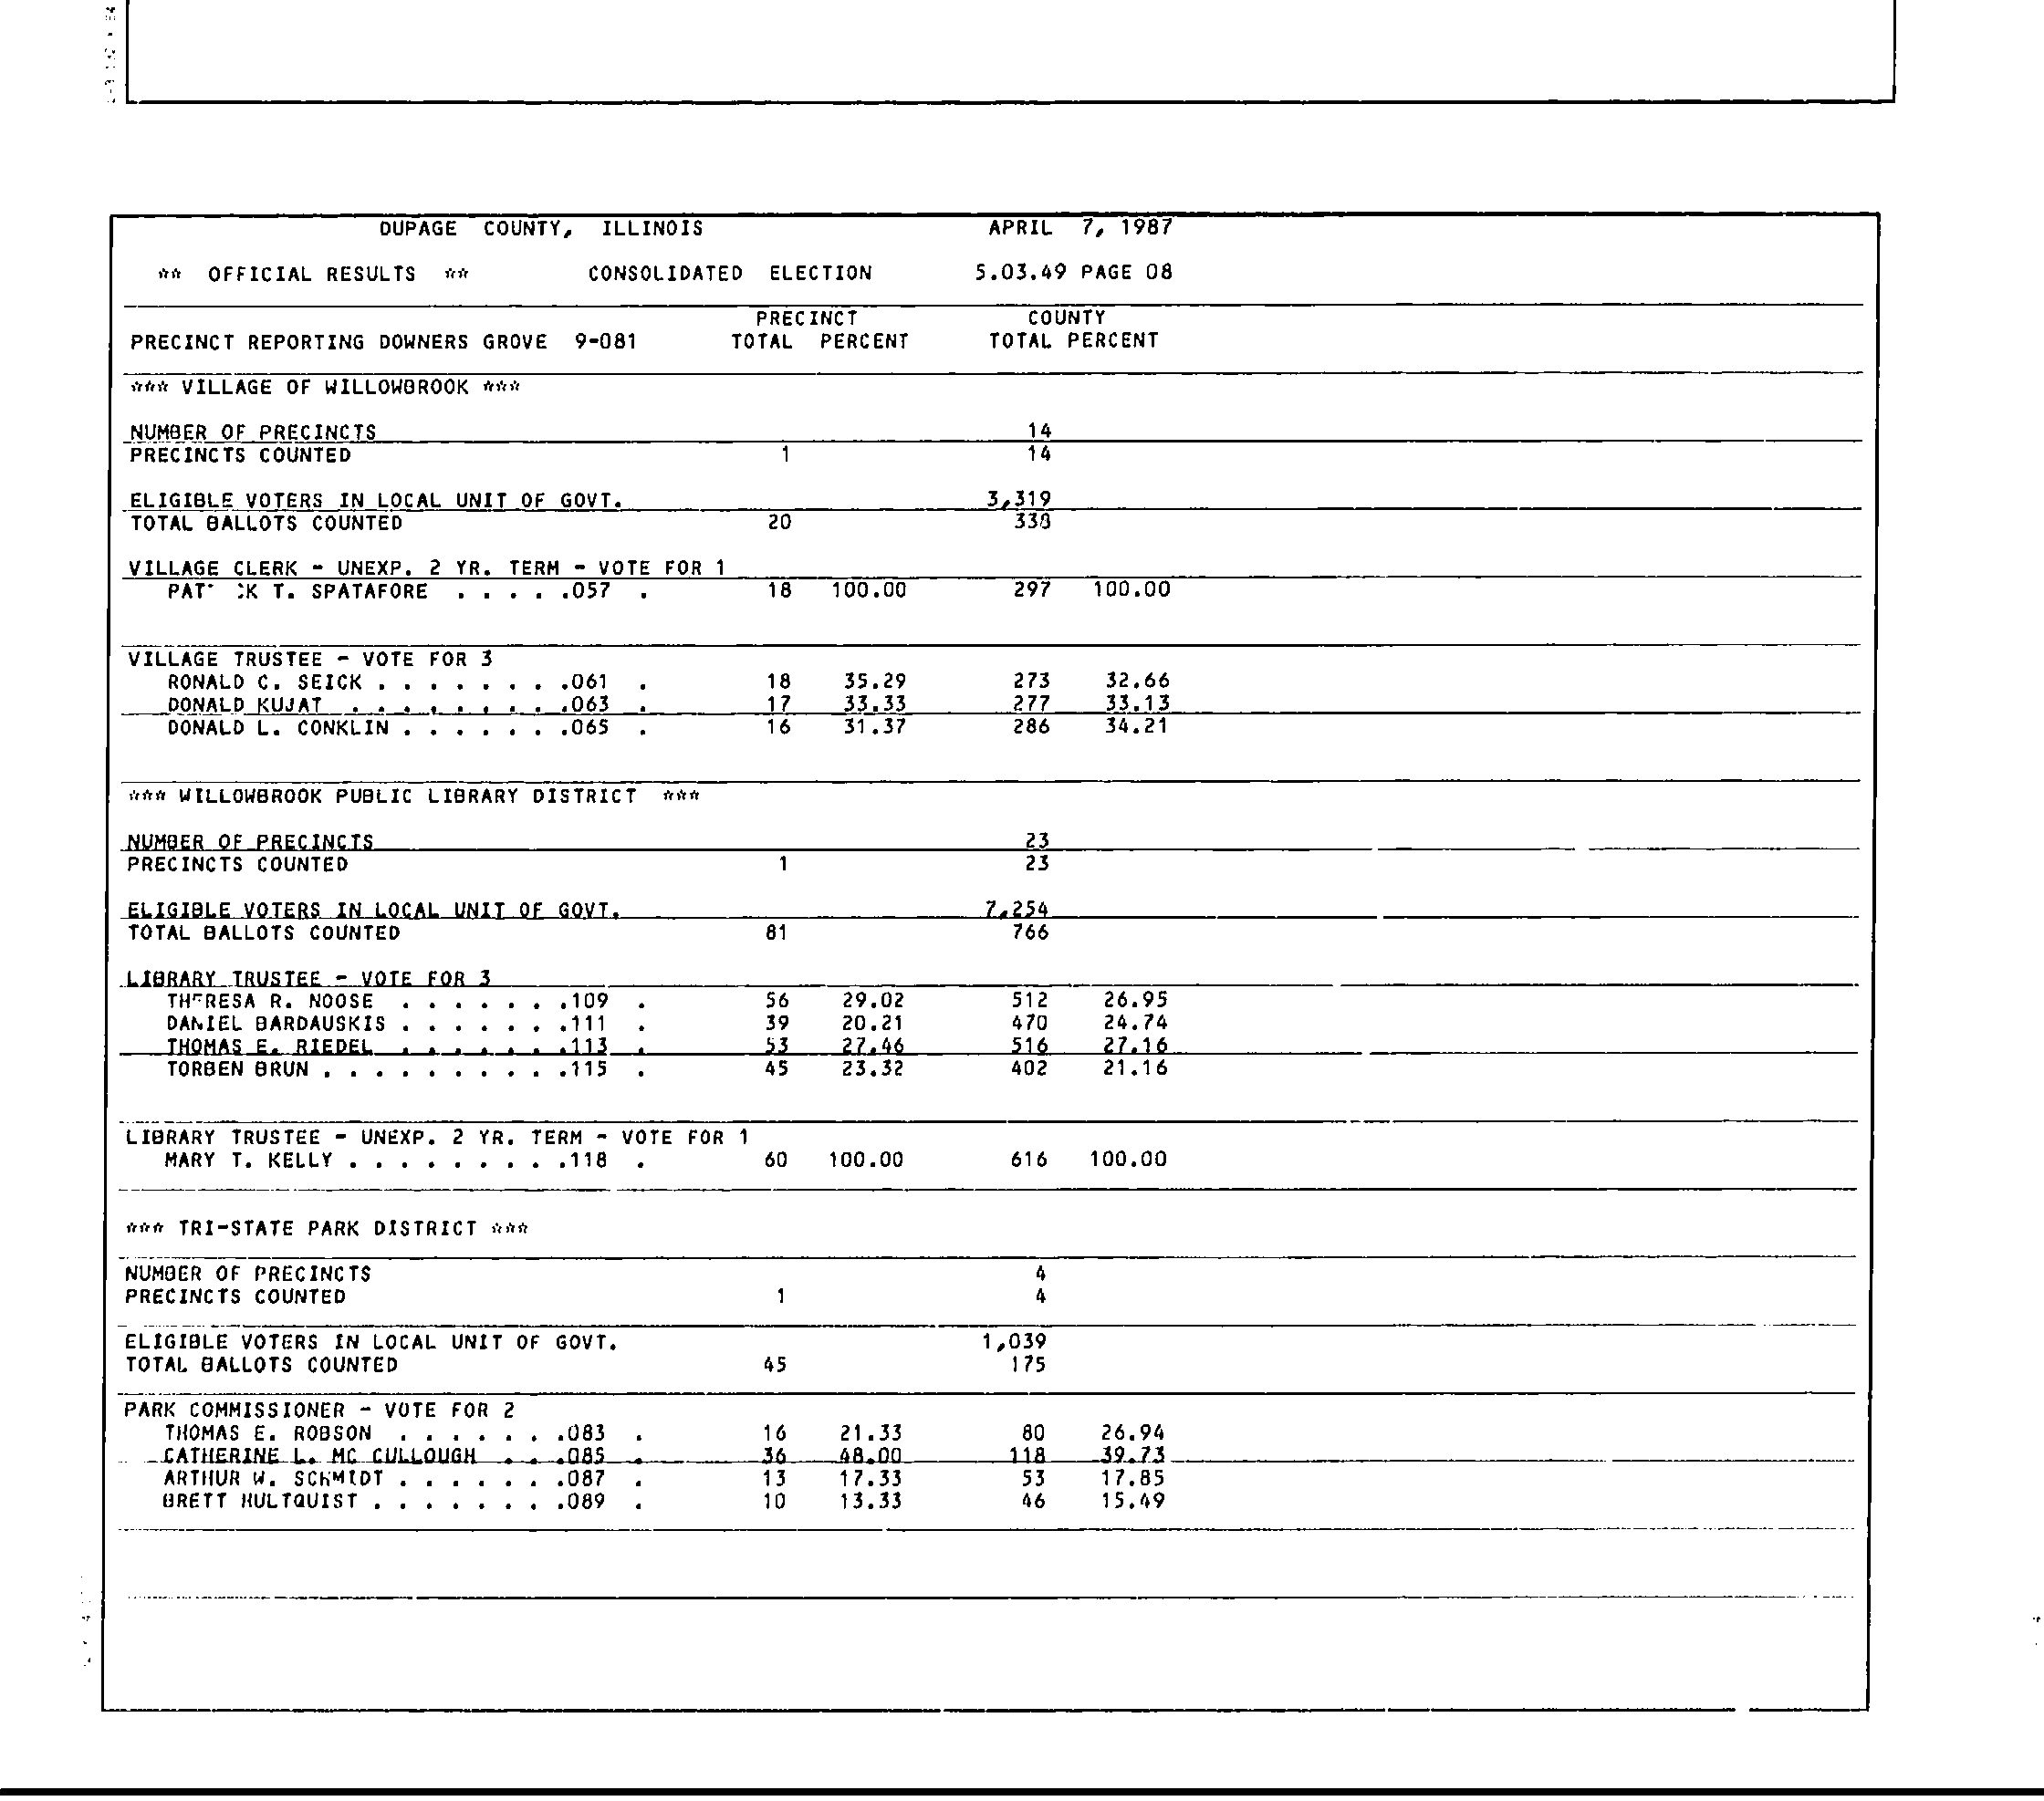 DUPAGE COUNTY, ILLINOIS APRIL 7, 1987
** OFFICIAL RESULTS ** CONSOLIDATED ELECTION 5.03.49 PAGE 08
PRECINCT COUNTY
PRECINCT REPORTING DOWNERS GROVE 9-081 TOTAL PERCENT TOTAL PERCENT
*** VILLAGE OF WILLOWBROOK ***
NUMBER OF PRECINCTS 14
PRECINCTS COUNTED 1 14
ELIGIBLE VOTERS IN LOCAL UNIT OF GOVT. 3,319
TOTAL BALLOTS COUNTED 20 338
VILLAGE CLERK - UNEXP. 2 YR. TERM - VOTE FOR 1
T. SPATAFORE . . . . .057 . 18 100.00 297 100.00
VILLAGE TRUSTEE - VOTE FOR 3
RONALD C. SEICK . . . . . . . .061 . 18 35.29 273 32.66
DONALD KUJAT . . . . . . . . .063 . 17 33.33 277 33.13
DONALD L. CONKLIN . . . . . . .065 . 16 31.37 286 34.21
*** WILLOWBROOK PUBLIC LIBRARY DISTRICT ***
NUMBER OF PRECINCTS 23
PRECINCTS COUNTED 1 23
ELIGIBLE VOTERS IN LOCAL UNIT OF GOVT. 7,254
TOTAL BALLOTS COUNTED 81 766
LIBRARY TRUSTEE - VOTE FOR 3
THERESA R. NOOSE . . . . . . .109 . 56 29.02 512 26.95
DANIEL BARDAUSKIS . . . . . . .111 . 39 20.21 470 24.74
THOMAS E. RIEDEL . . . . . . .113 . 53 27.46 516 27.16
TORBEN BRUN . . . . . . . . . .115 . 45 23.32 402 21.16
LIBRARY TRUSTEE - UNEXP. 2 YR. TERM - VOTE FOR 1
MARY T. KELLY . . . . . . . . .118 . 60 100.00 616 100.00
*** TRI-STATE PARK DISTRICT ***
NUMBER OF PRECINCTS 4
PRECINCTS COUNTED 1 4
ELIGIBLE VOTERS IN LOCAL UNIT OF GOVT. 1,039
TOTAL BALLOTS COUNTED 45 175
PARK COMMISSIONER - VOTE FOR 2
THOMAS E. ROBSON . . . . . . .083 . 16 21.33 80 26.94
CATHERINE L. MC CULLOUGH . . .085 . 36 48.00 118 39.73
ARTHUR W. SCHMIDT . . . . . . .087 . 13 17.33 53 17.85
BRETT HULTQUIST . . . . . . . .089 . 10 13.33 46 15.49